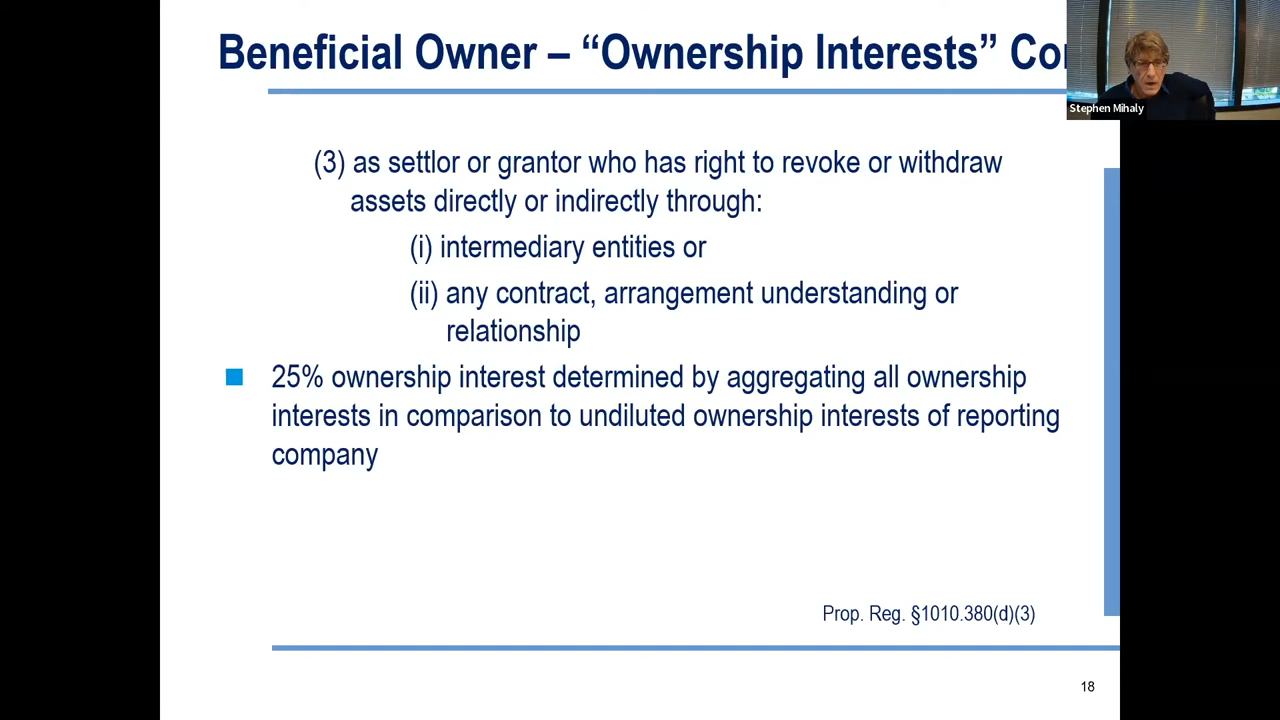 Beneficial Owner – “Ownership Interests” Co
Stephen Mihaly
(3) as settlor or grantor who has right to revoke or withdraw
assets directly or indirectly through:
(i) intermediary entities or
(ii) any contract, arrangement understanding or
relationship
25% ownership interest determined by aggregating all ownership
interests in comparison to undiluted ownership interests of reporting
company
Prop. Reg. §1010.380(d)(3)
18